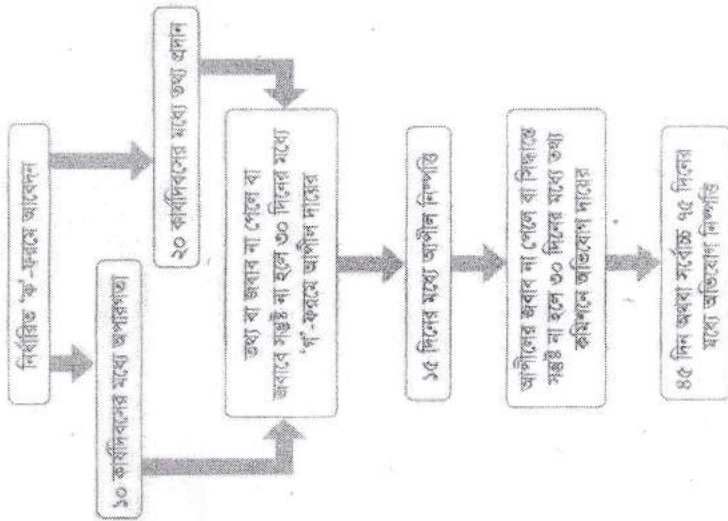 নির্ধারিত 'ক'-ফরমে আবেদন
১০ কার্যদিবসের মধ্যে অপারগতা
২০ কার্যদিবসের মধ্যে তথ্য প্রদান
তথ্য বা জবাব না পেলে বা
জবাবে সন্তুষ্ট না হলে ৩০ দিনের মধ্যে
'গ'-ফরমে আপীল দায়ের
১৫ দিনের মধ্যে আপীল নিষ্পত্তি
আপীলের জবাব না পেলে বা সিদ্ধান্তে
সন্তুষ্ট না হলে ৩০ দিনের মধ্যে তথ্য
কমিশনে অভিযোগ দায়ের
৪৫ দিন অথবা সর্বোচ্চ ৭৫ দিনের
মধ্যে অভিযোগ নিষ্পত্তি